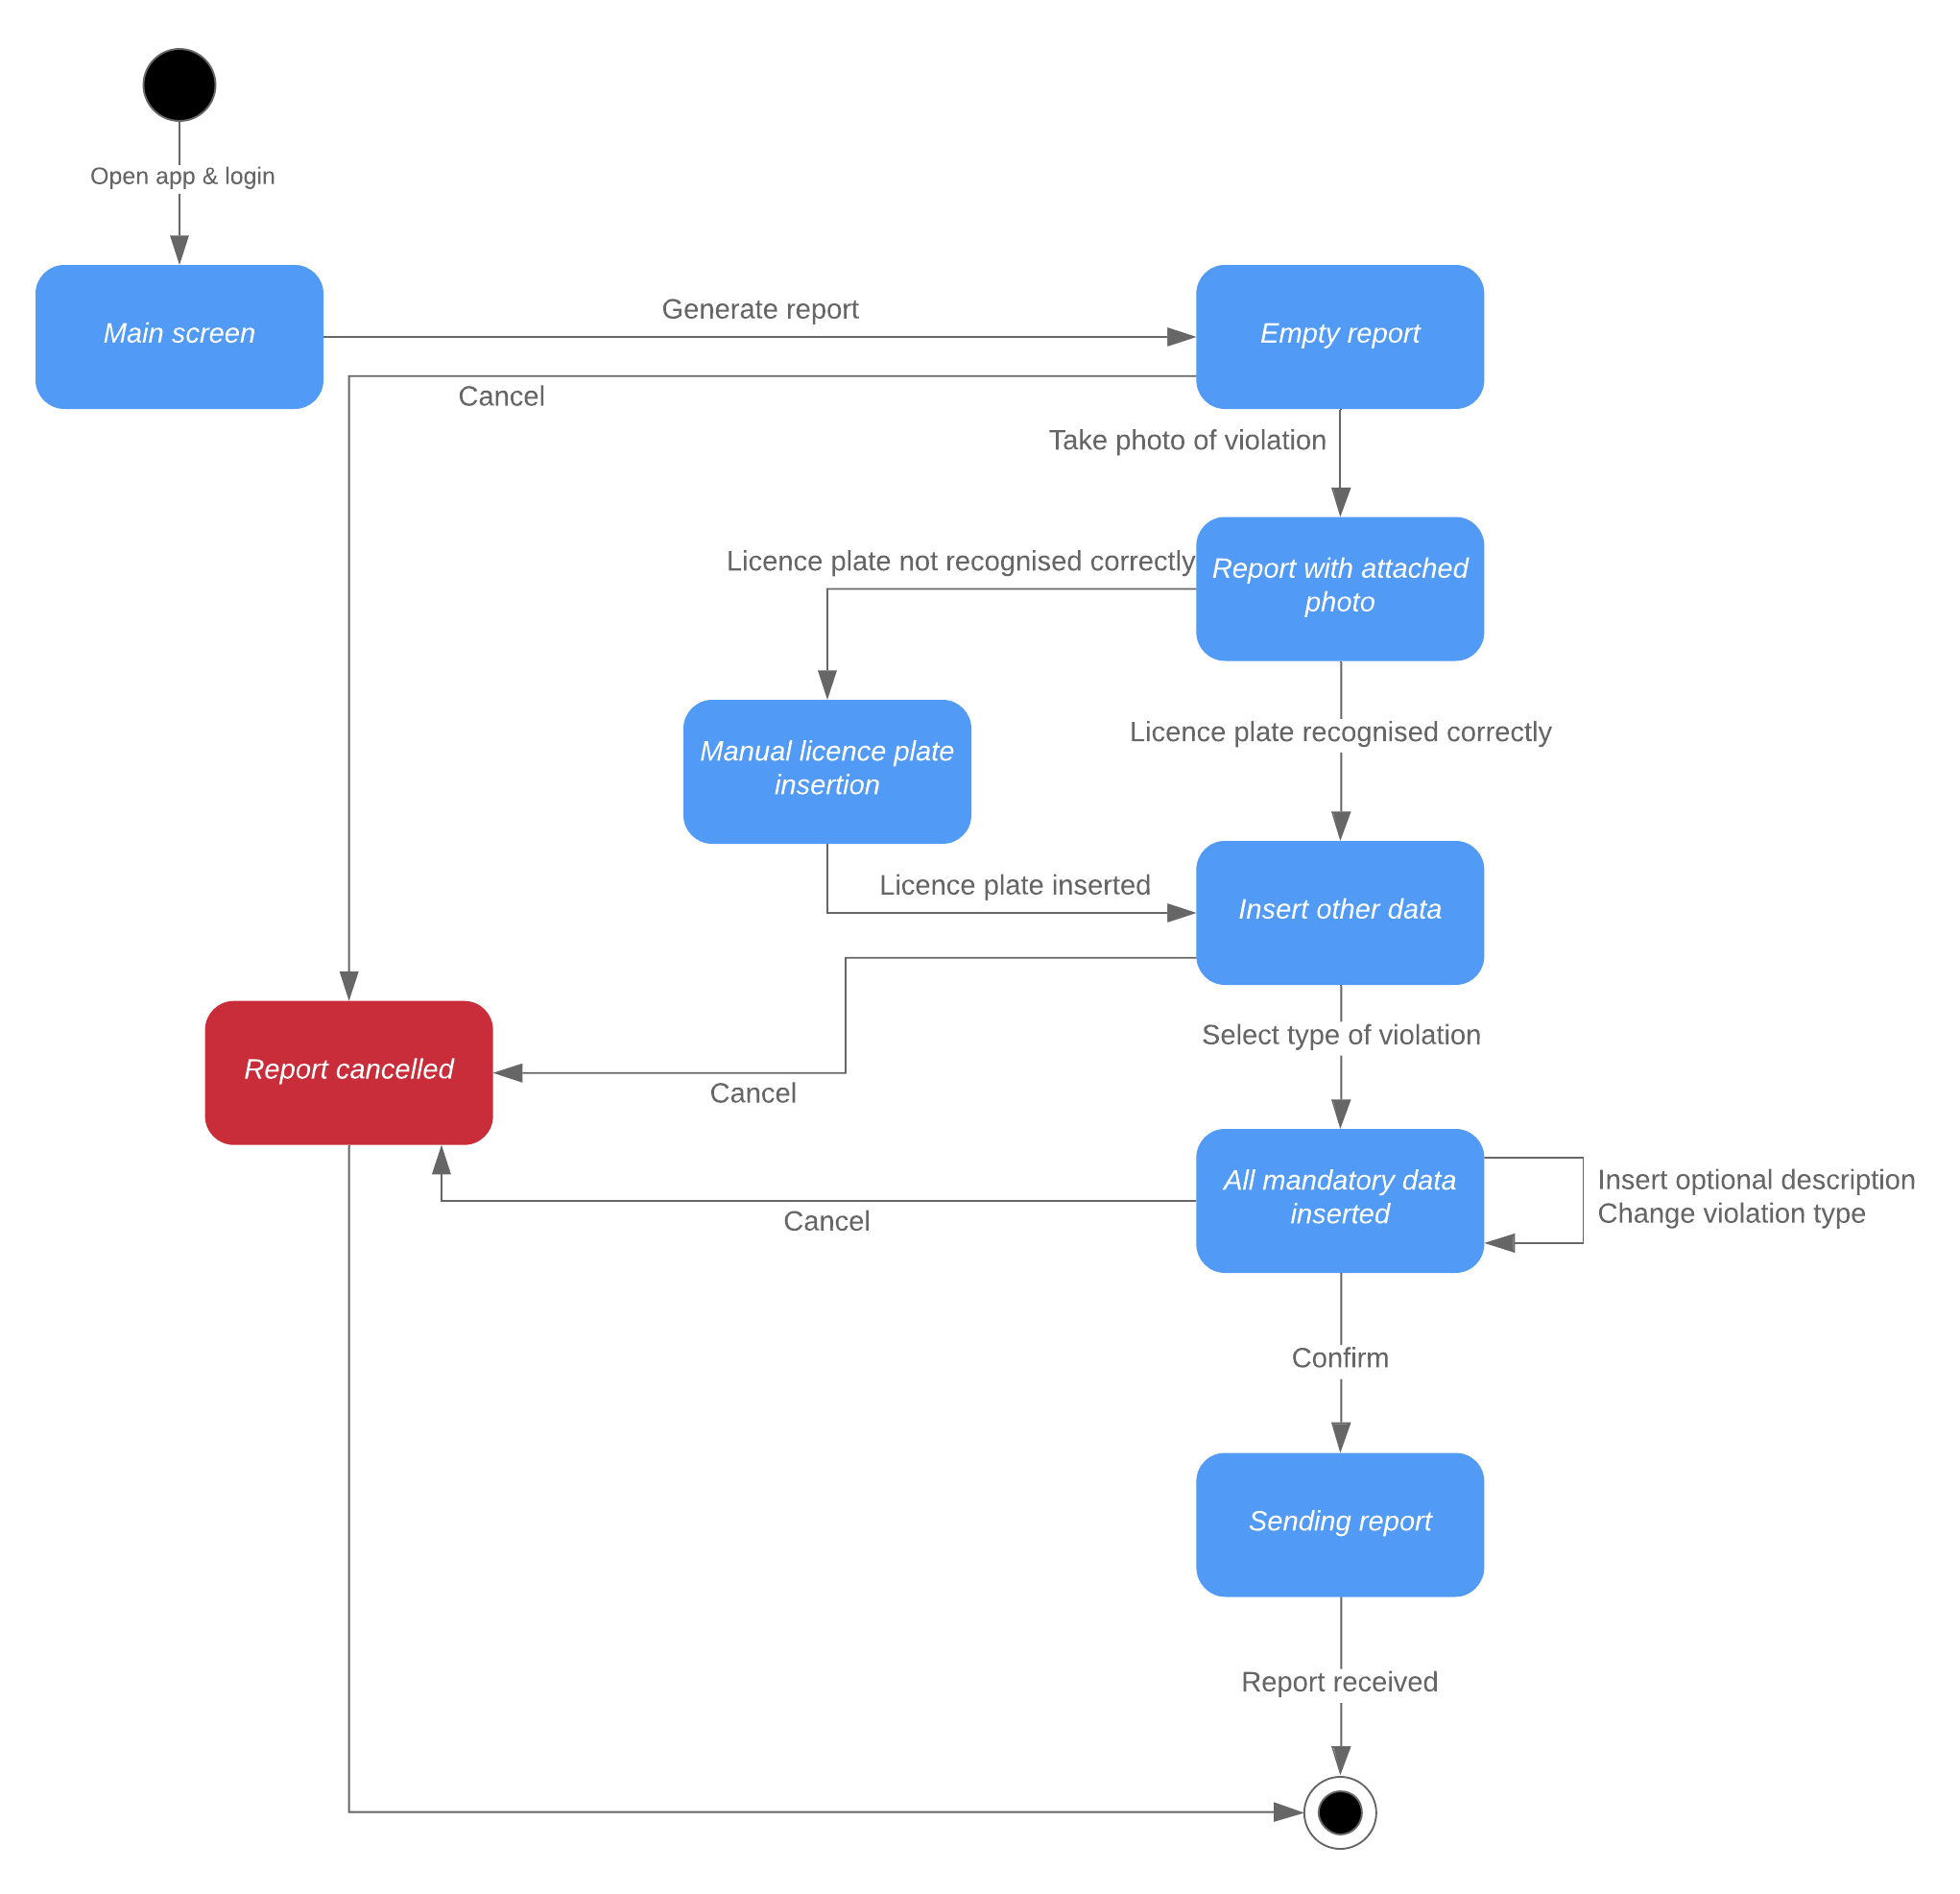 Open app & login
Main screen
Generate report
Empty report
Cancel
Take photo of violation
Licence plate not recognised correctly
Report with attached
photo
Licence plate recognised correctly
Manual licence plate
insertion
Licence plate inserted
Insert other data
Select type of violation
Report cancelled
Cancel
All mandatory data
inserted
Insert optional description
Change violation type
Cancel
Confirm
Sending report
Report received